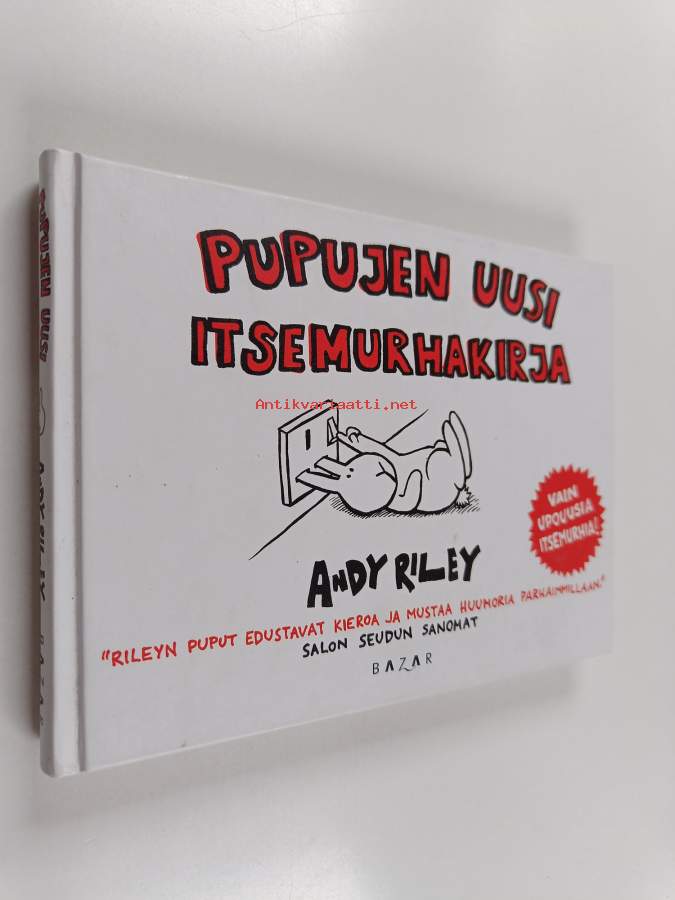 PUPUJEN UUSI
ITSEMURHAKIRJA
Antikvariaatti.net
VAIN
UPOUUSIA
ITSEMURHIA!
ANDY RILEY
"RILEYN PUPUT EDUSTAVAT KIEROA JA MUSTAA HUUMORIA PARHAIMMILLAAN."
SALON SEUDUN SANOMAT
BAZAR
PUPUJEN UUSI
ANDY RILEY
BAZAR